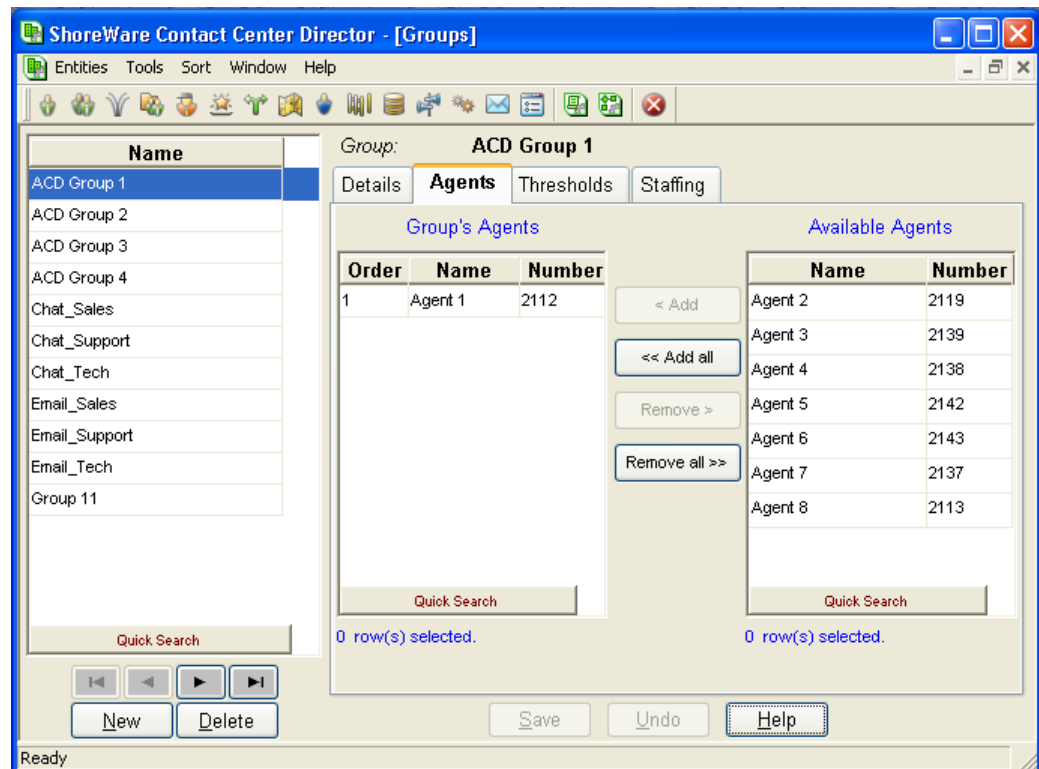 ShoreWare Contact Center Director - [Groups]
Entities Tools Sort Window Help
Name
ACD Group 1
ACD Group 2
ACD Group 3
ACD Group 4
Chat_Sales
Chat_Support
Chat_Tech
Email_Sales
Email_Support
Email_Tech
Group 11
Quick Search
New Delete
Group: ACD Group 1
Details Agents Thresholds Staffing
Group's Agents
Order Name Number
1 Agent 1 2112
Quick Search
0 row(s) selected.
< Add
<< Add all
Remove >
Remove all >>
Available Agents
Name Number
Agent 2 2119
Agent 3 2139
Agent 4 2138
Agent 5 2142
Agent 6 2143
Agent 7 2137
Agent 8 2113
Quick Search
0 row(s) selected.
Save Undo Help
Ready